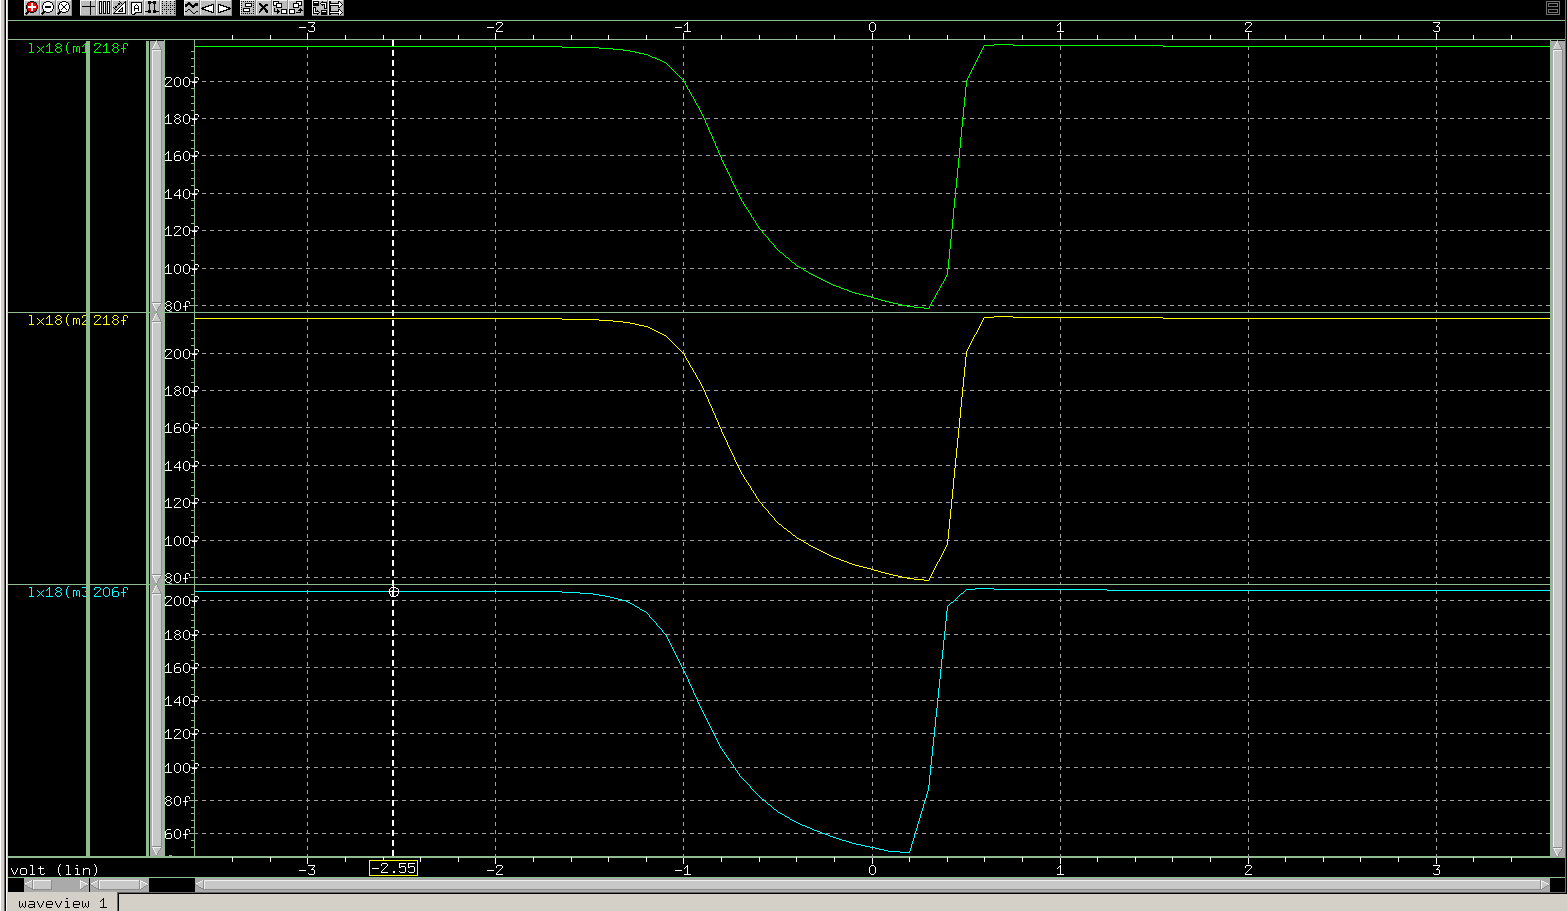 -3 -2 -1 0 1 2 3
lx18(m1 218f
200f
180f
160f
140f
120f
100f
80f
lx18(m2 218f
200f
180f
160f
140f
120f
100f
80f
lx18(m3 206f
200f
180f
160f
140f
120f
100f
80f
60f
volt (lin) -3 -2.55 -2 -1 0 1 2 3
waveview 1